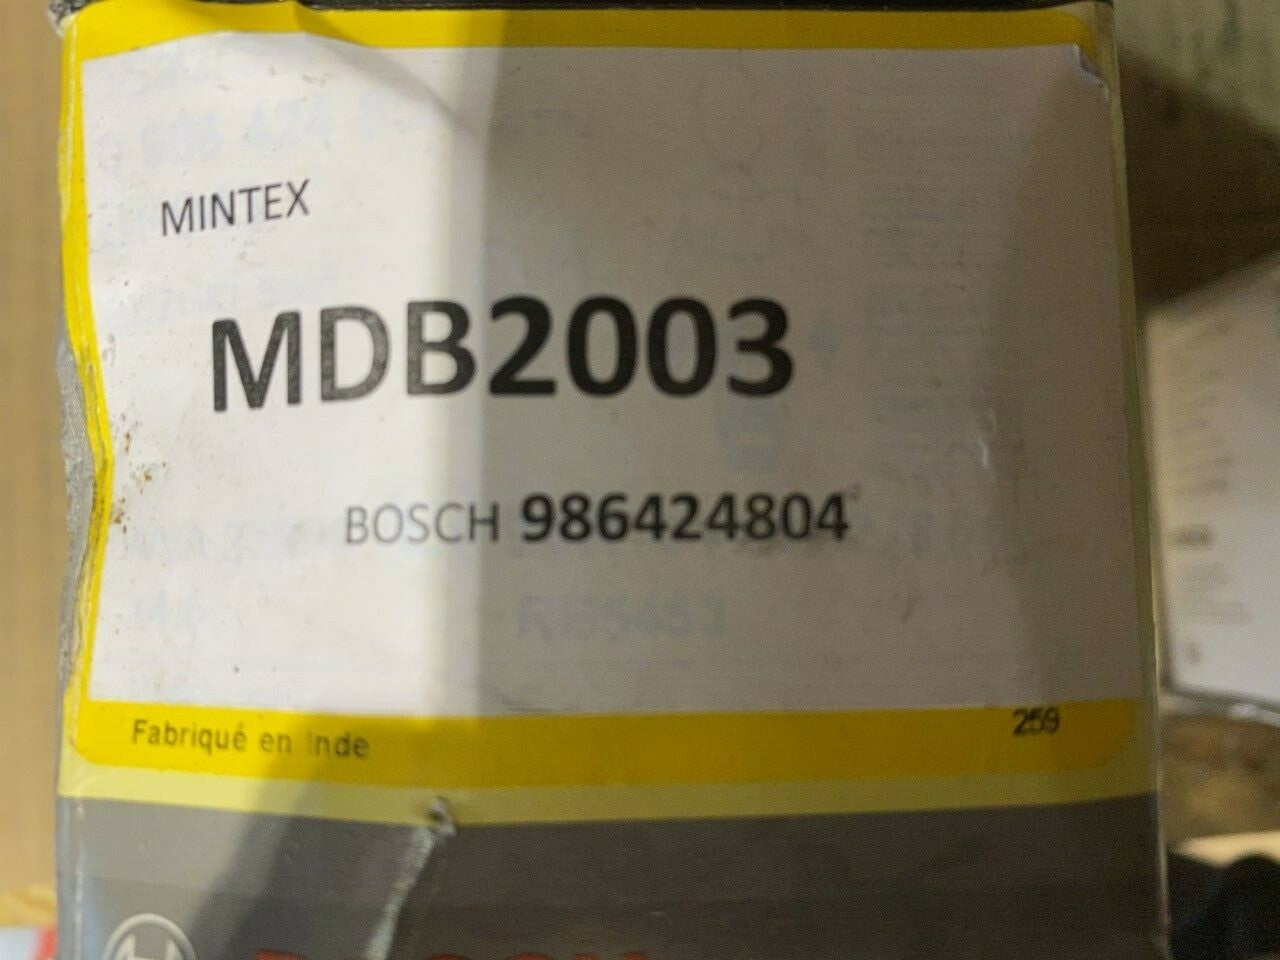 MINTEX
MDB2003
BOSCH 986424804
Fabriqué en Inde
259